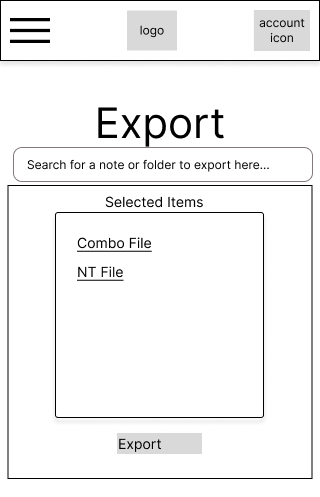 logo
account
icon
Export
Search for a note or folder to export here...
Selected Items
Combo File
NT File
Export